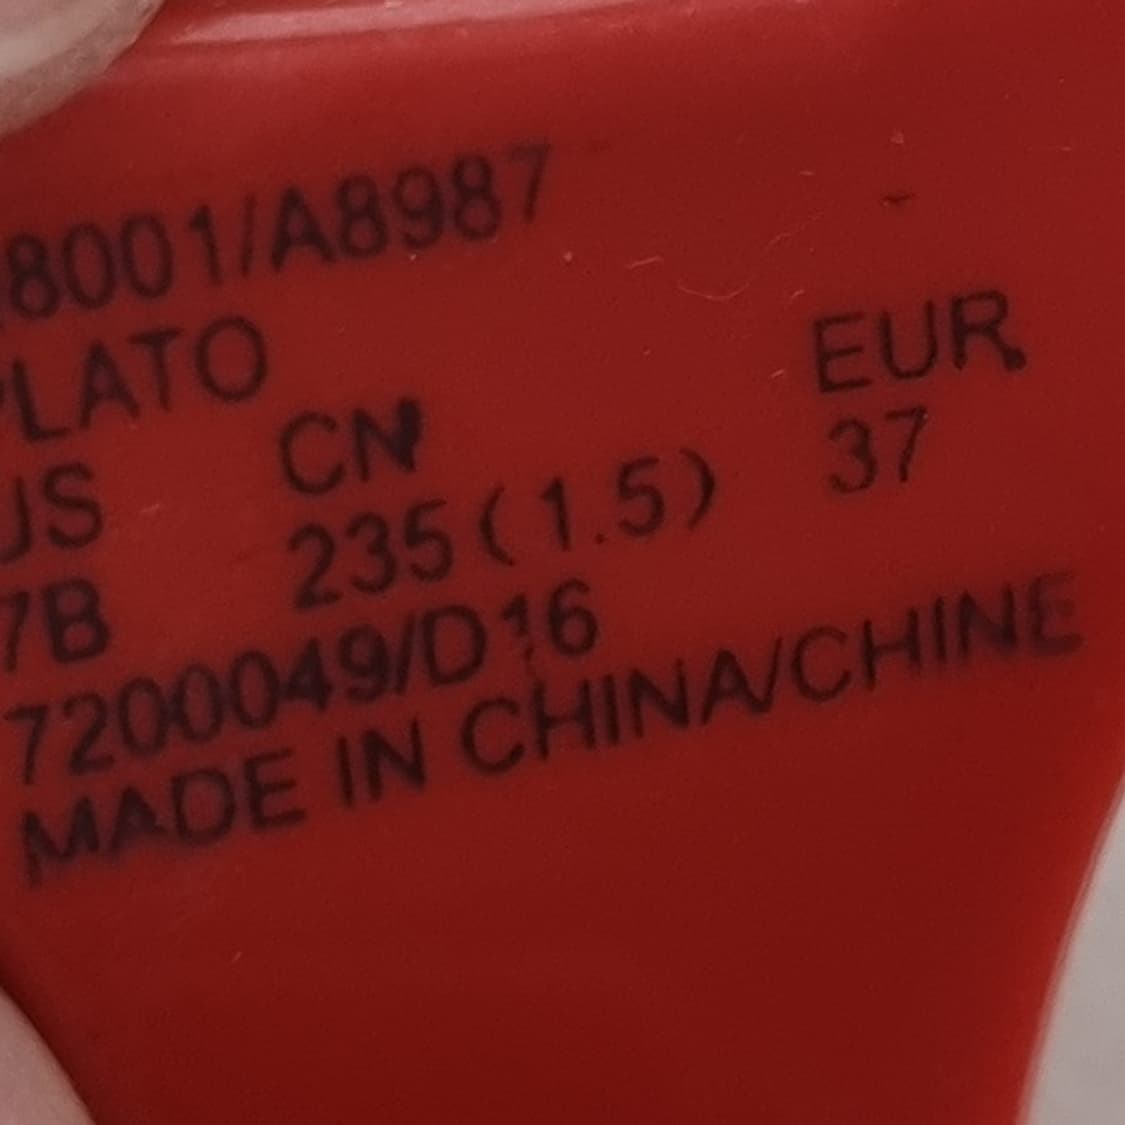 8001/A8987
PLATO EUR
US CN 37
7B 235(1.5)
7200049/D16
MADE IN CHINA/CHINE